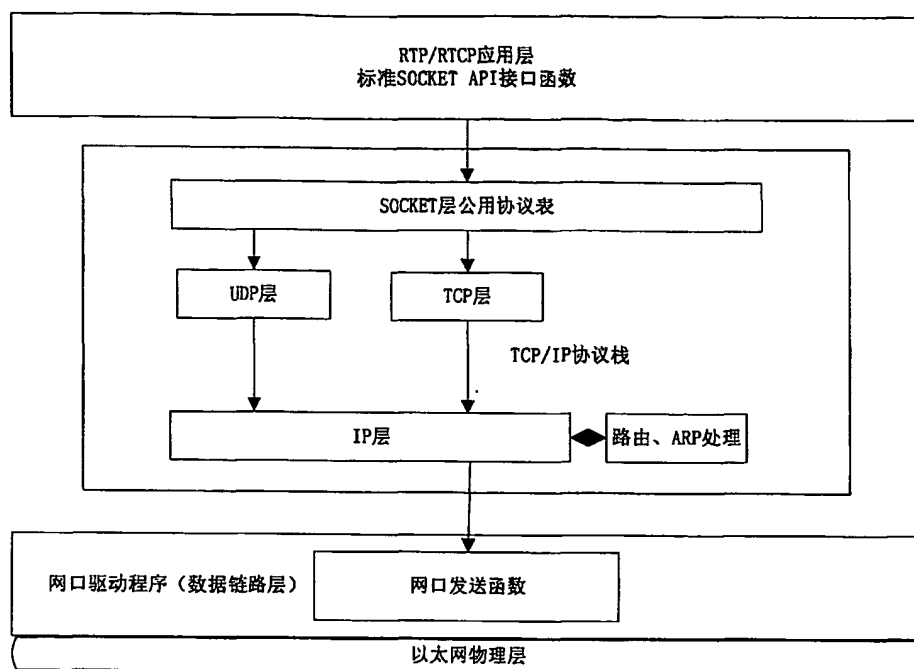 RTP/RTCP应用层
标准SOCKET API接口函数
SOCKET层公用协议表
UDP层
TCP层
TCP/IP协议栈
IP层
路由、ARP处理
网口驱动程序（数据链路层）
网口发送函数
以太网物理层